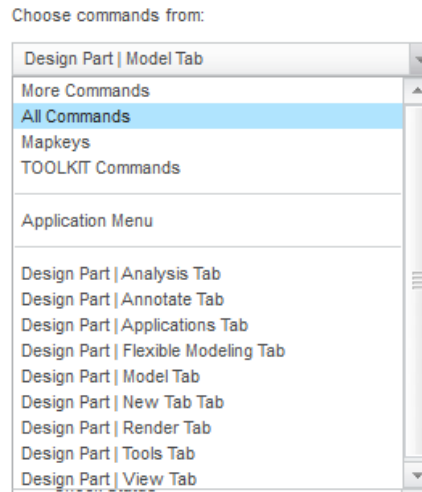 Choose commands from:
Design Part | Model Tab
More Commands
All Commands
Mapkeys
TOOLKIT Commands
Application Menu
Design Part | Analysis Tab
Design Part | Annotate Tab
Design Part | Applications Tab
Design Part | Flexible Modeling Tab
Design Part | Model Tab
Design Part | New Tab Tab
Design Part | Render Tab
Design Part | Tools Tab
Design Part | View Tab